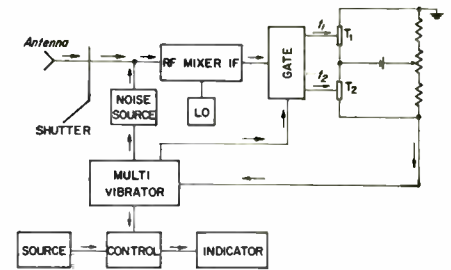 Antenna
SHUTTER
RF MIXER IF
LO
NOISE
SOURCE
GATE
f1
T1
f2
T2
MULTI
VIBRATOR
SOURCE
CONTROL
INDICATOR